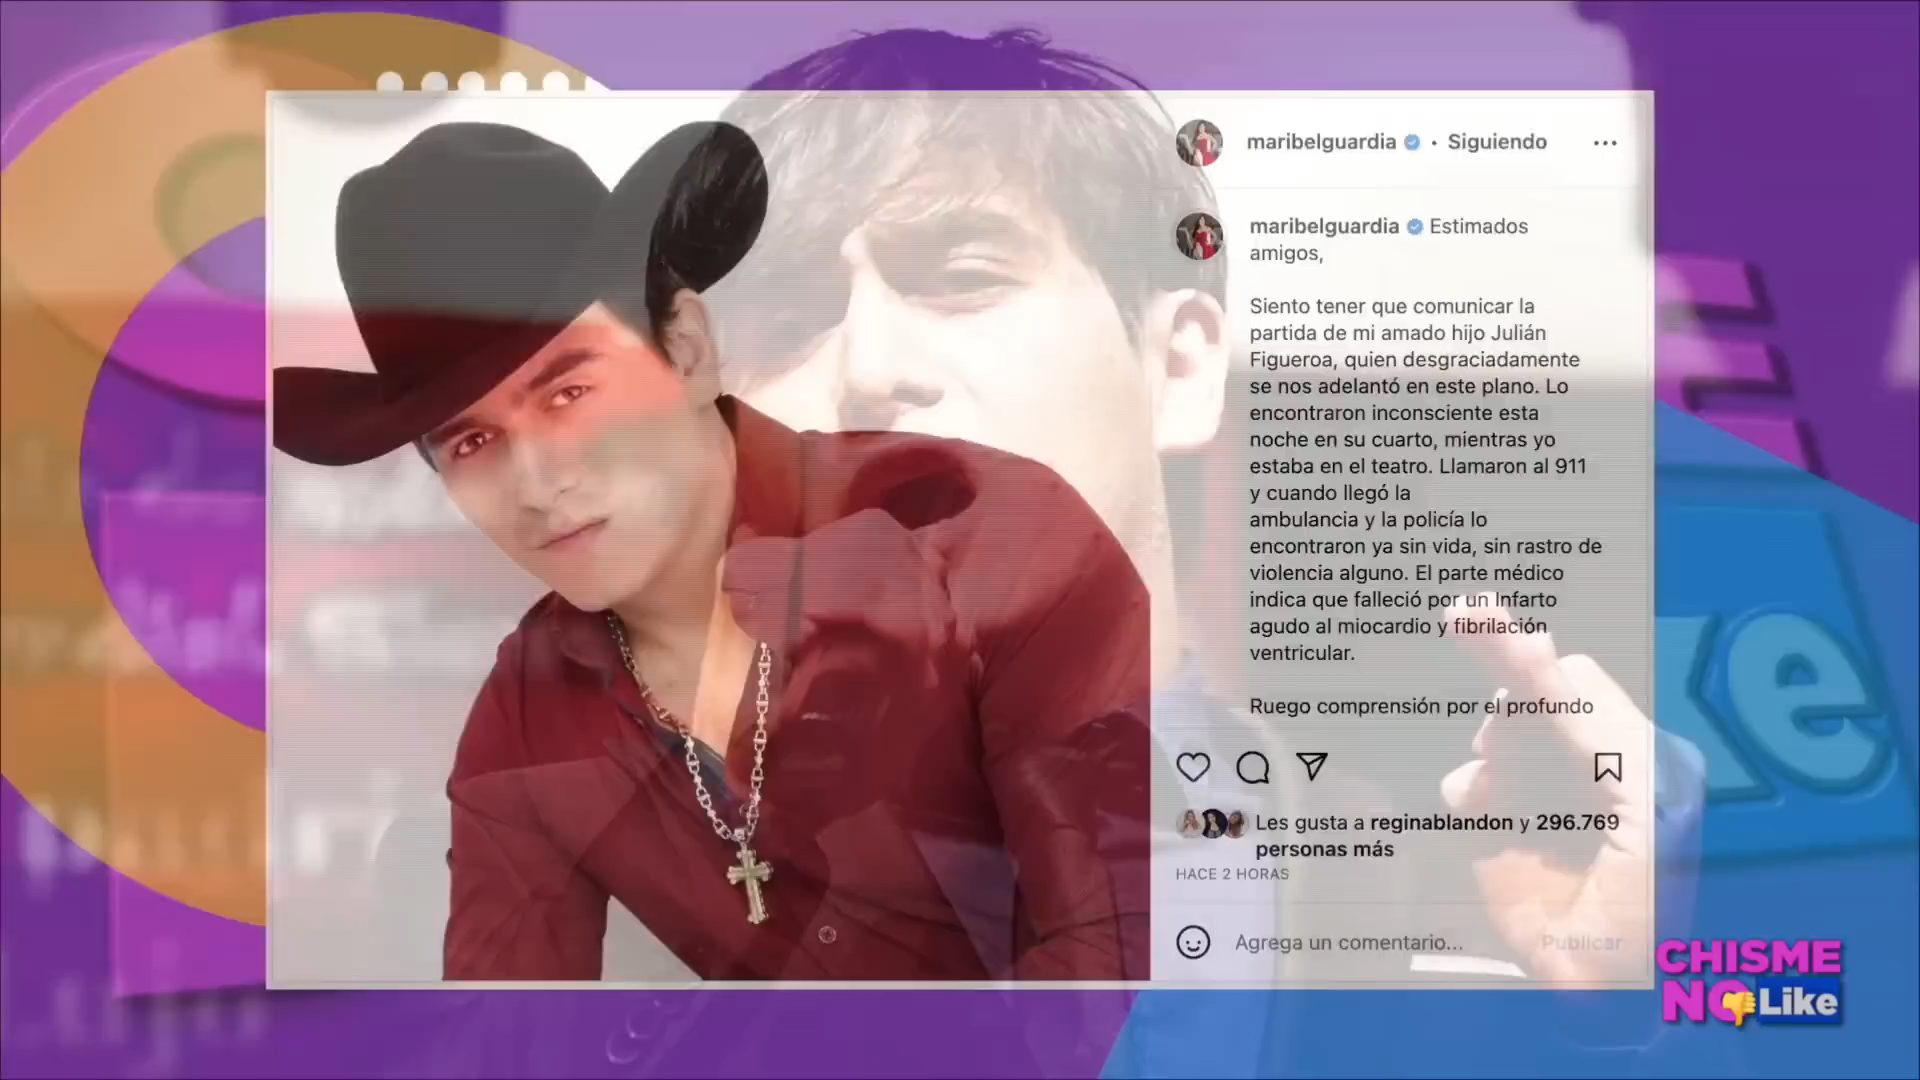 maribelguardia • Siguiendo
maribelguardia Estimados
amigos,
Siento tener que comunicar la
partida de mi amado hijo Julián
Figueroa, quien desgraciadamente
se nos adelantó en este plano. Lo
encontraron inconsciente esta
noche en su cuarto, mientras yo
estaba en el teatro. Llamaron al 911
y cuando llegó la
ambulancia y la policía lo
encontraron ya sin vida, sin rastro de
violencia alguno. El parte médico
indica que falleció por un Infarto
agudo al miocardio y fibrilación
ventricular.
Ruego comprensión por el profundo
Les gusta a reginablandon y 296.769
personas más
HACE 2 HORAS
Agrega un comentario...
Publicar
CHISME
NO Like